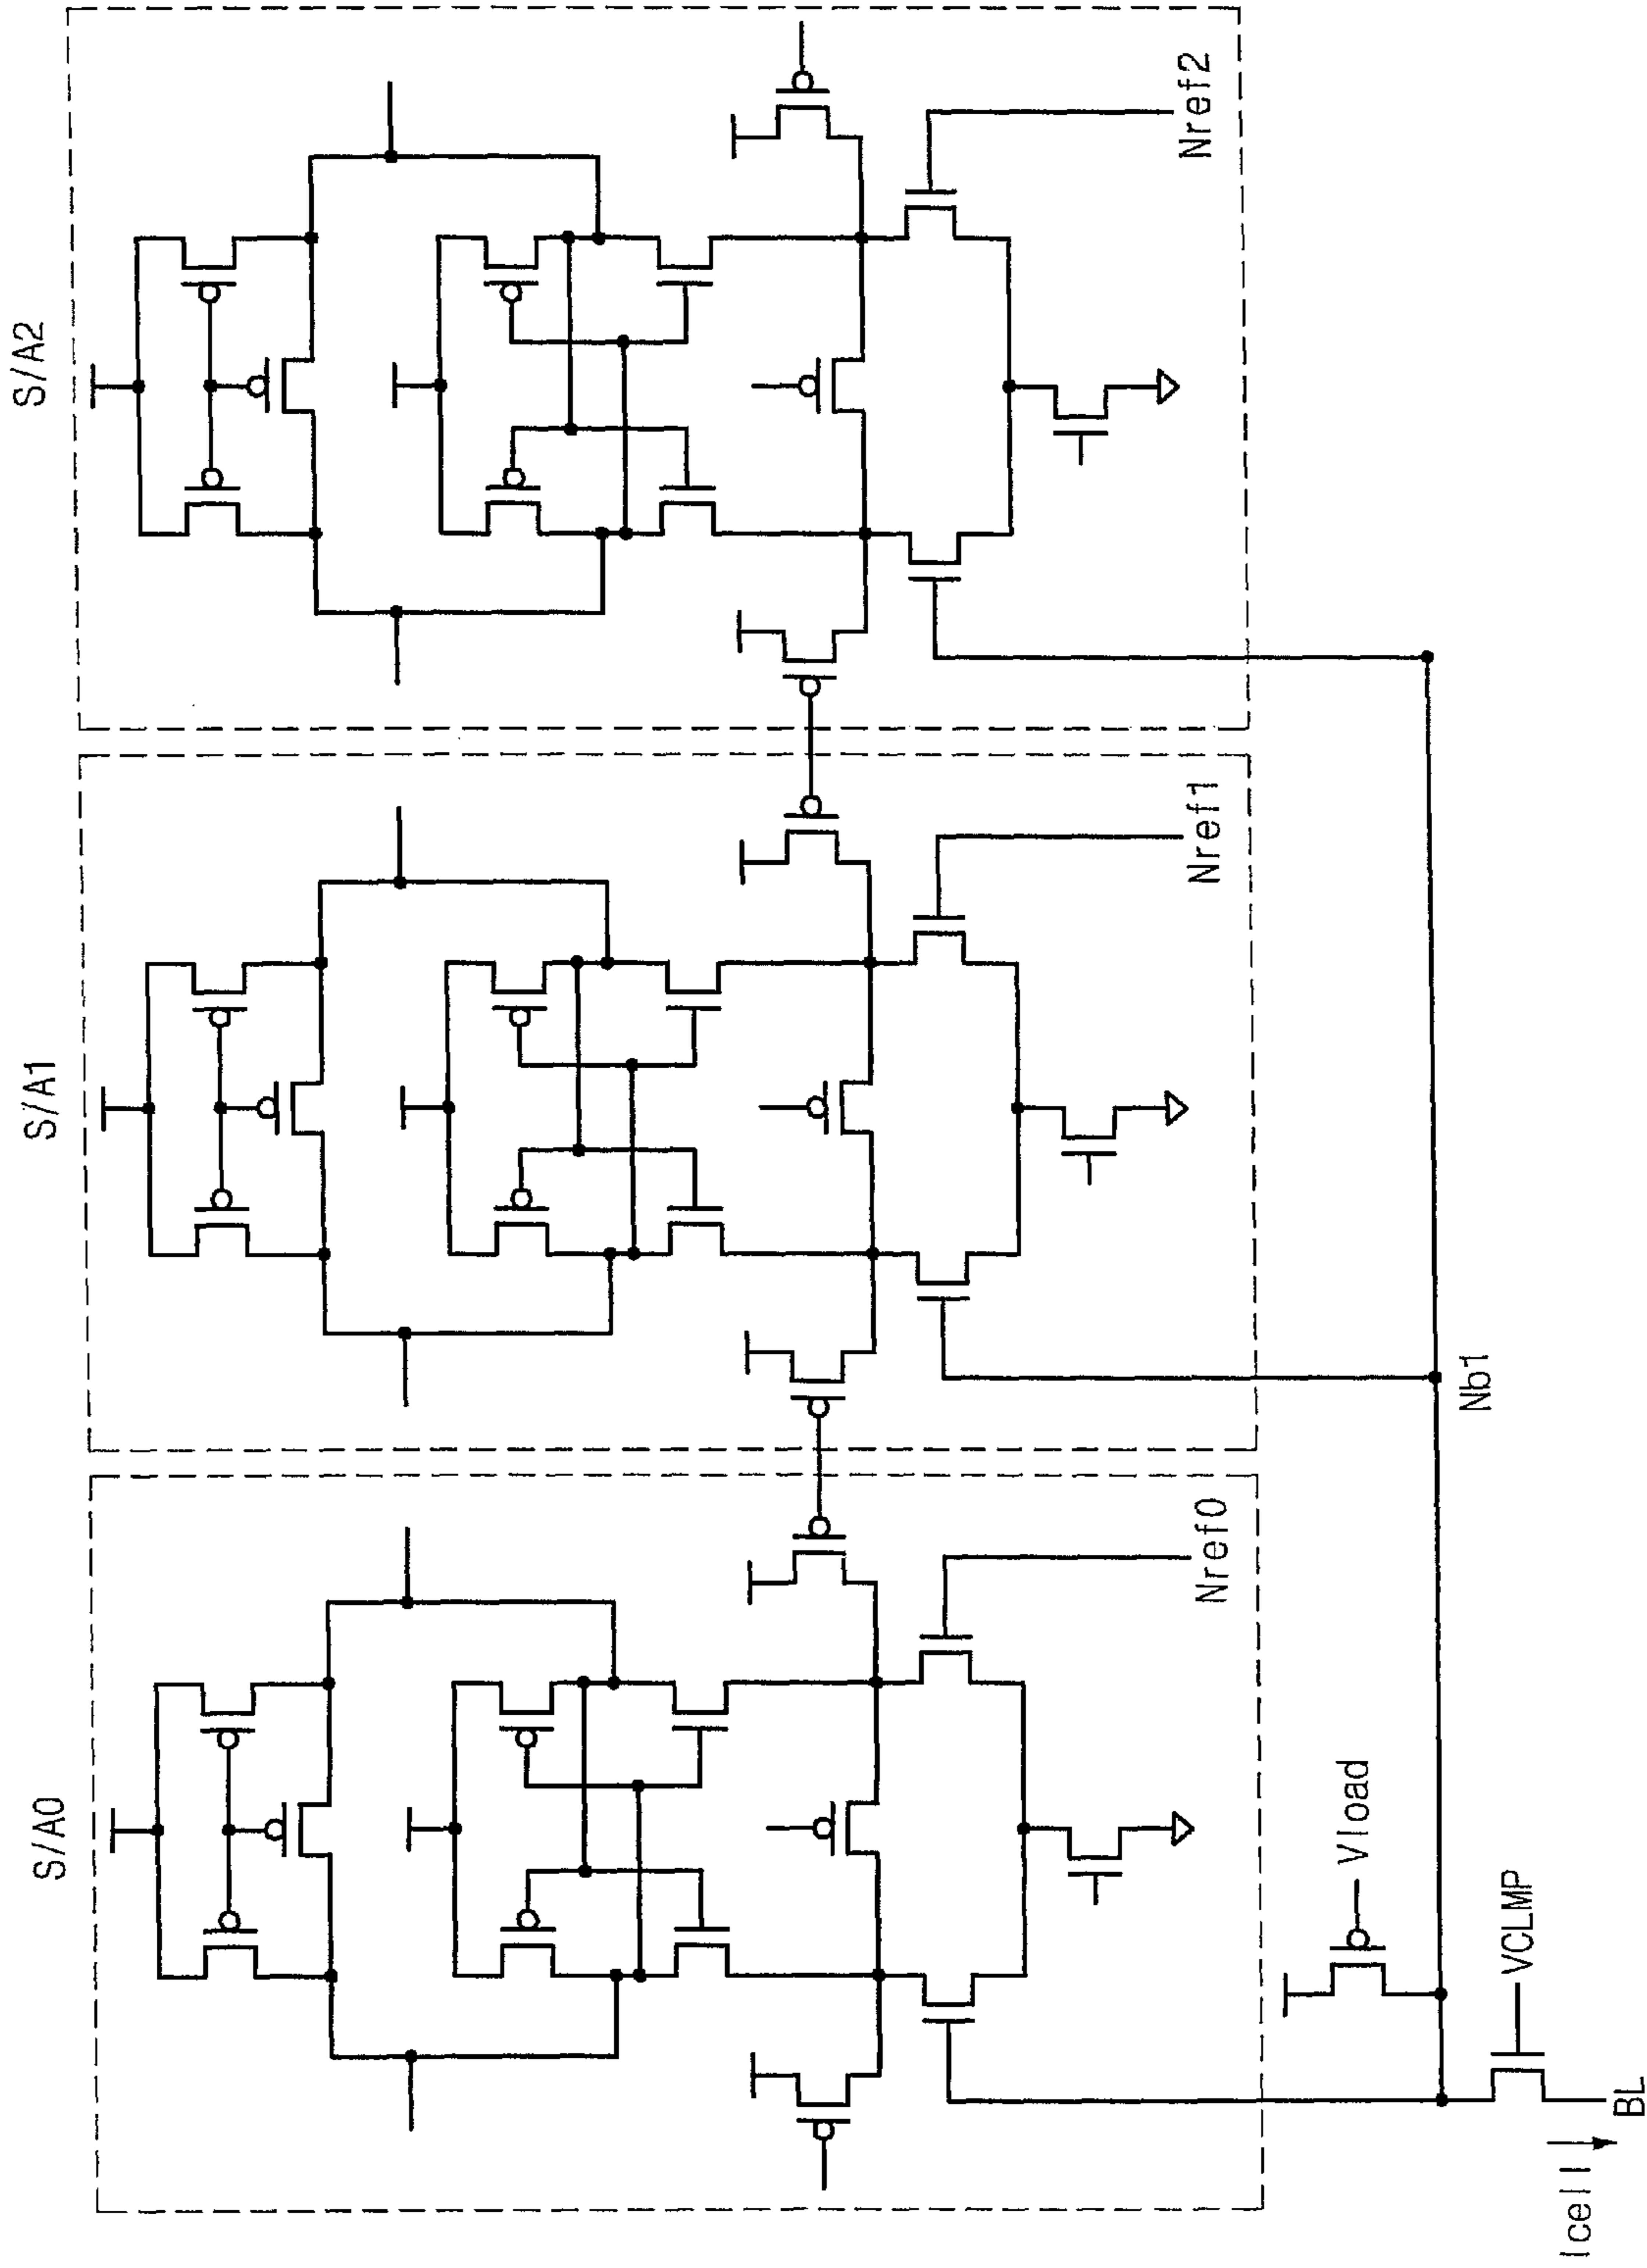 S/A0
S/A1
S/A2
Nref0
Nref1
Nref2
Vload
Nb1
VCLMP
Icell
BL